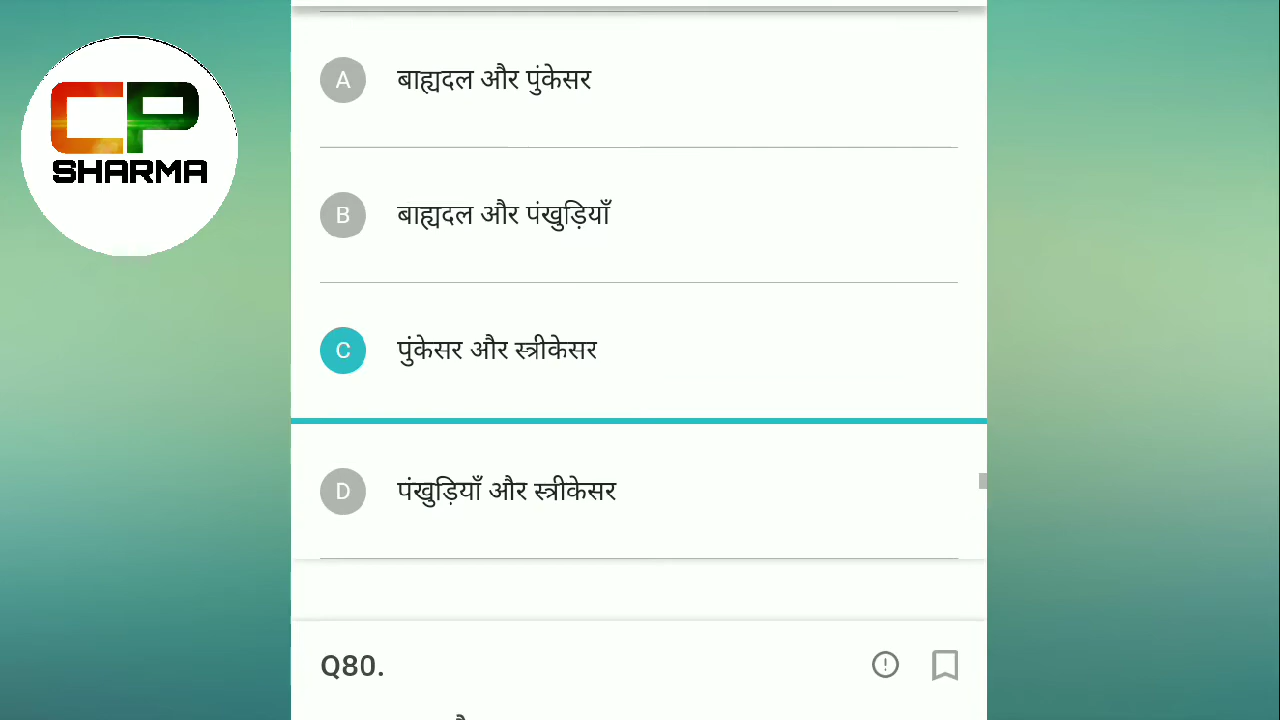 CP
SHARMA
A बाह्यदल और पुंकेसर
B बाह्यदल और पंखुड़ियाँ
C पुंकेसर और स्त्रीकेसर
D पंखुड़ियाँ और स्त्रीकेसर
Q80.